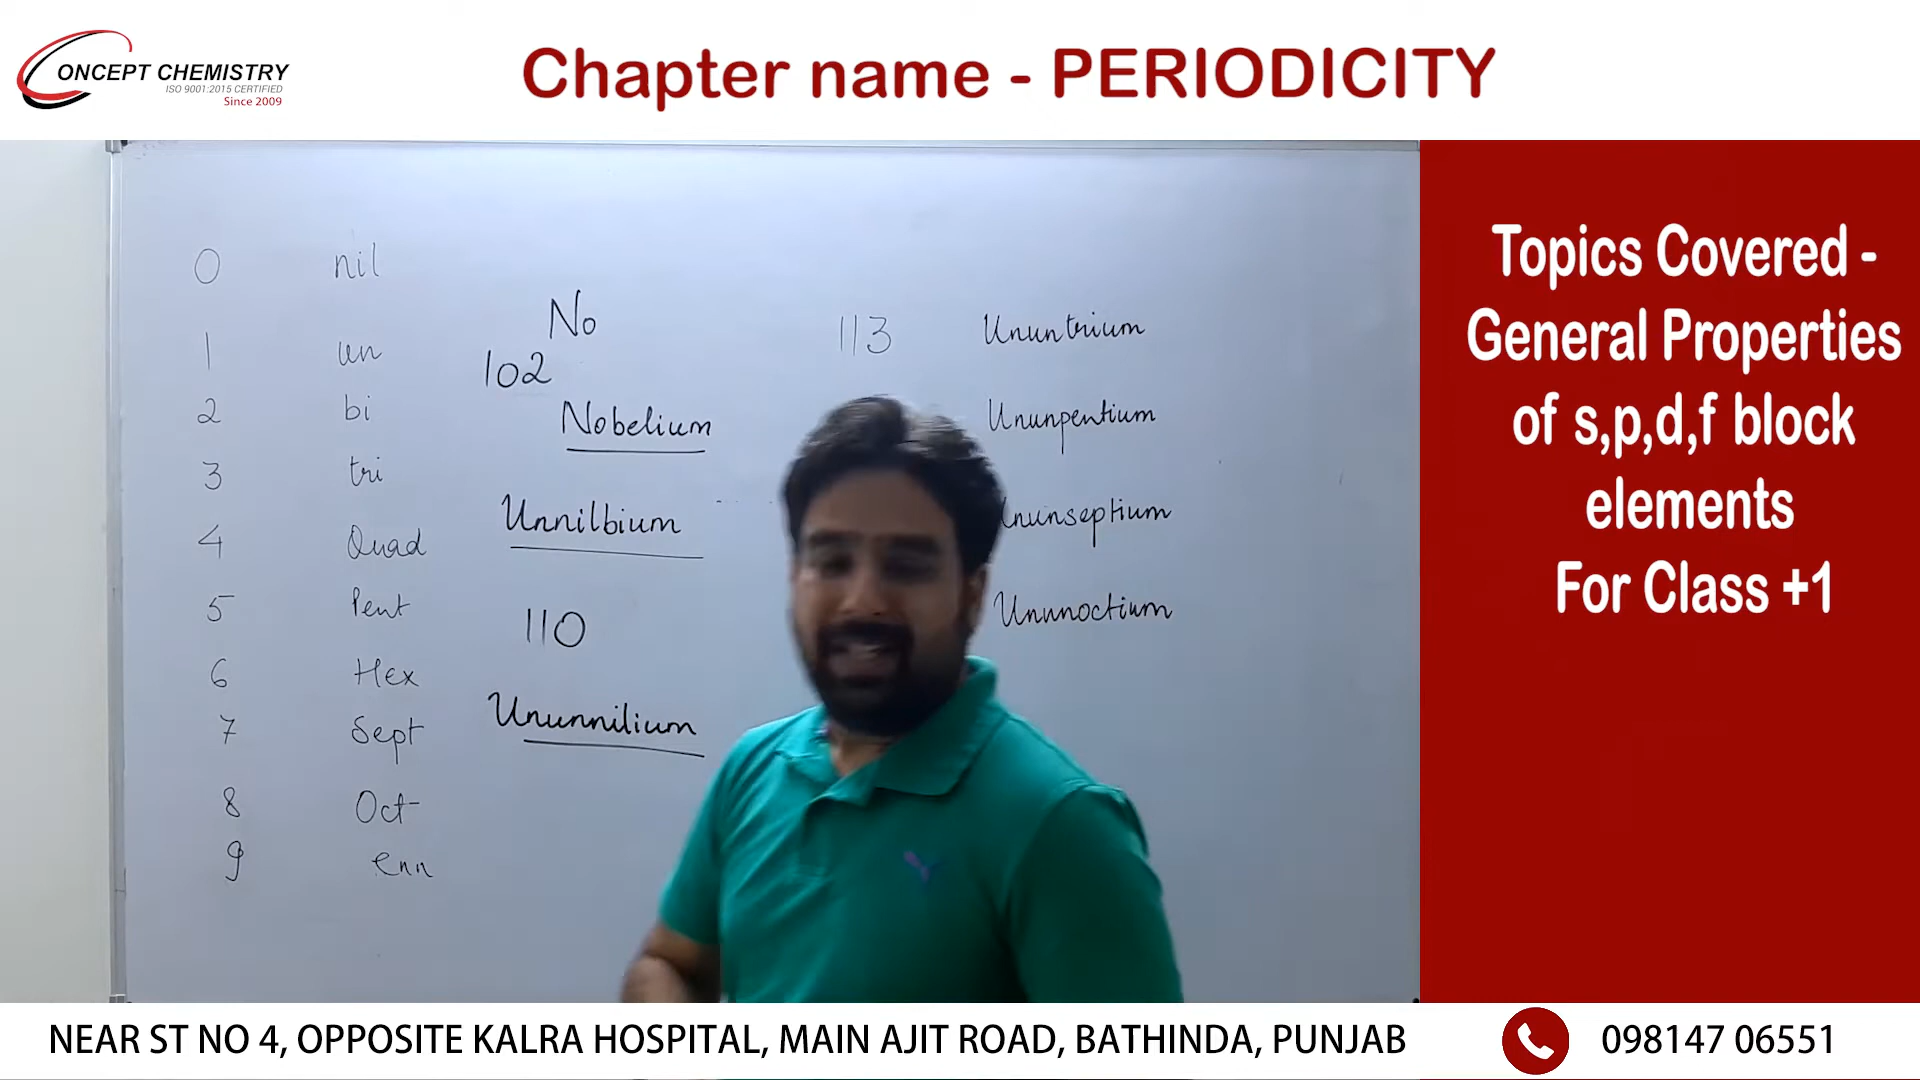 ONCEPT CHEMISTRY
ISO 9001:2015 CERTIFIED
Since 2009
Chapter name - PERIODICITY
0 nil
1 un
2 bi
3 tri
4 Quad
5 Pent
6 Hex
7 Sept
8 Oct
9 enn
No
102
Nobelium
Unnilbium
110
Ununnilium
113 Ununtrium
Ununpentium
Ununseptium
Ununoctium
Topics Covered -
General Properties
of s,p,d,f block
elements
For Class +1
NEAR ST NO 4, OPPOSITE KALRA HOSPITAL, MAIN AJIT ROAD, BATHINDA, PUNJAB
098147 06551